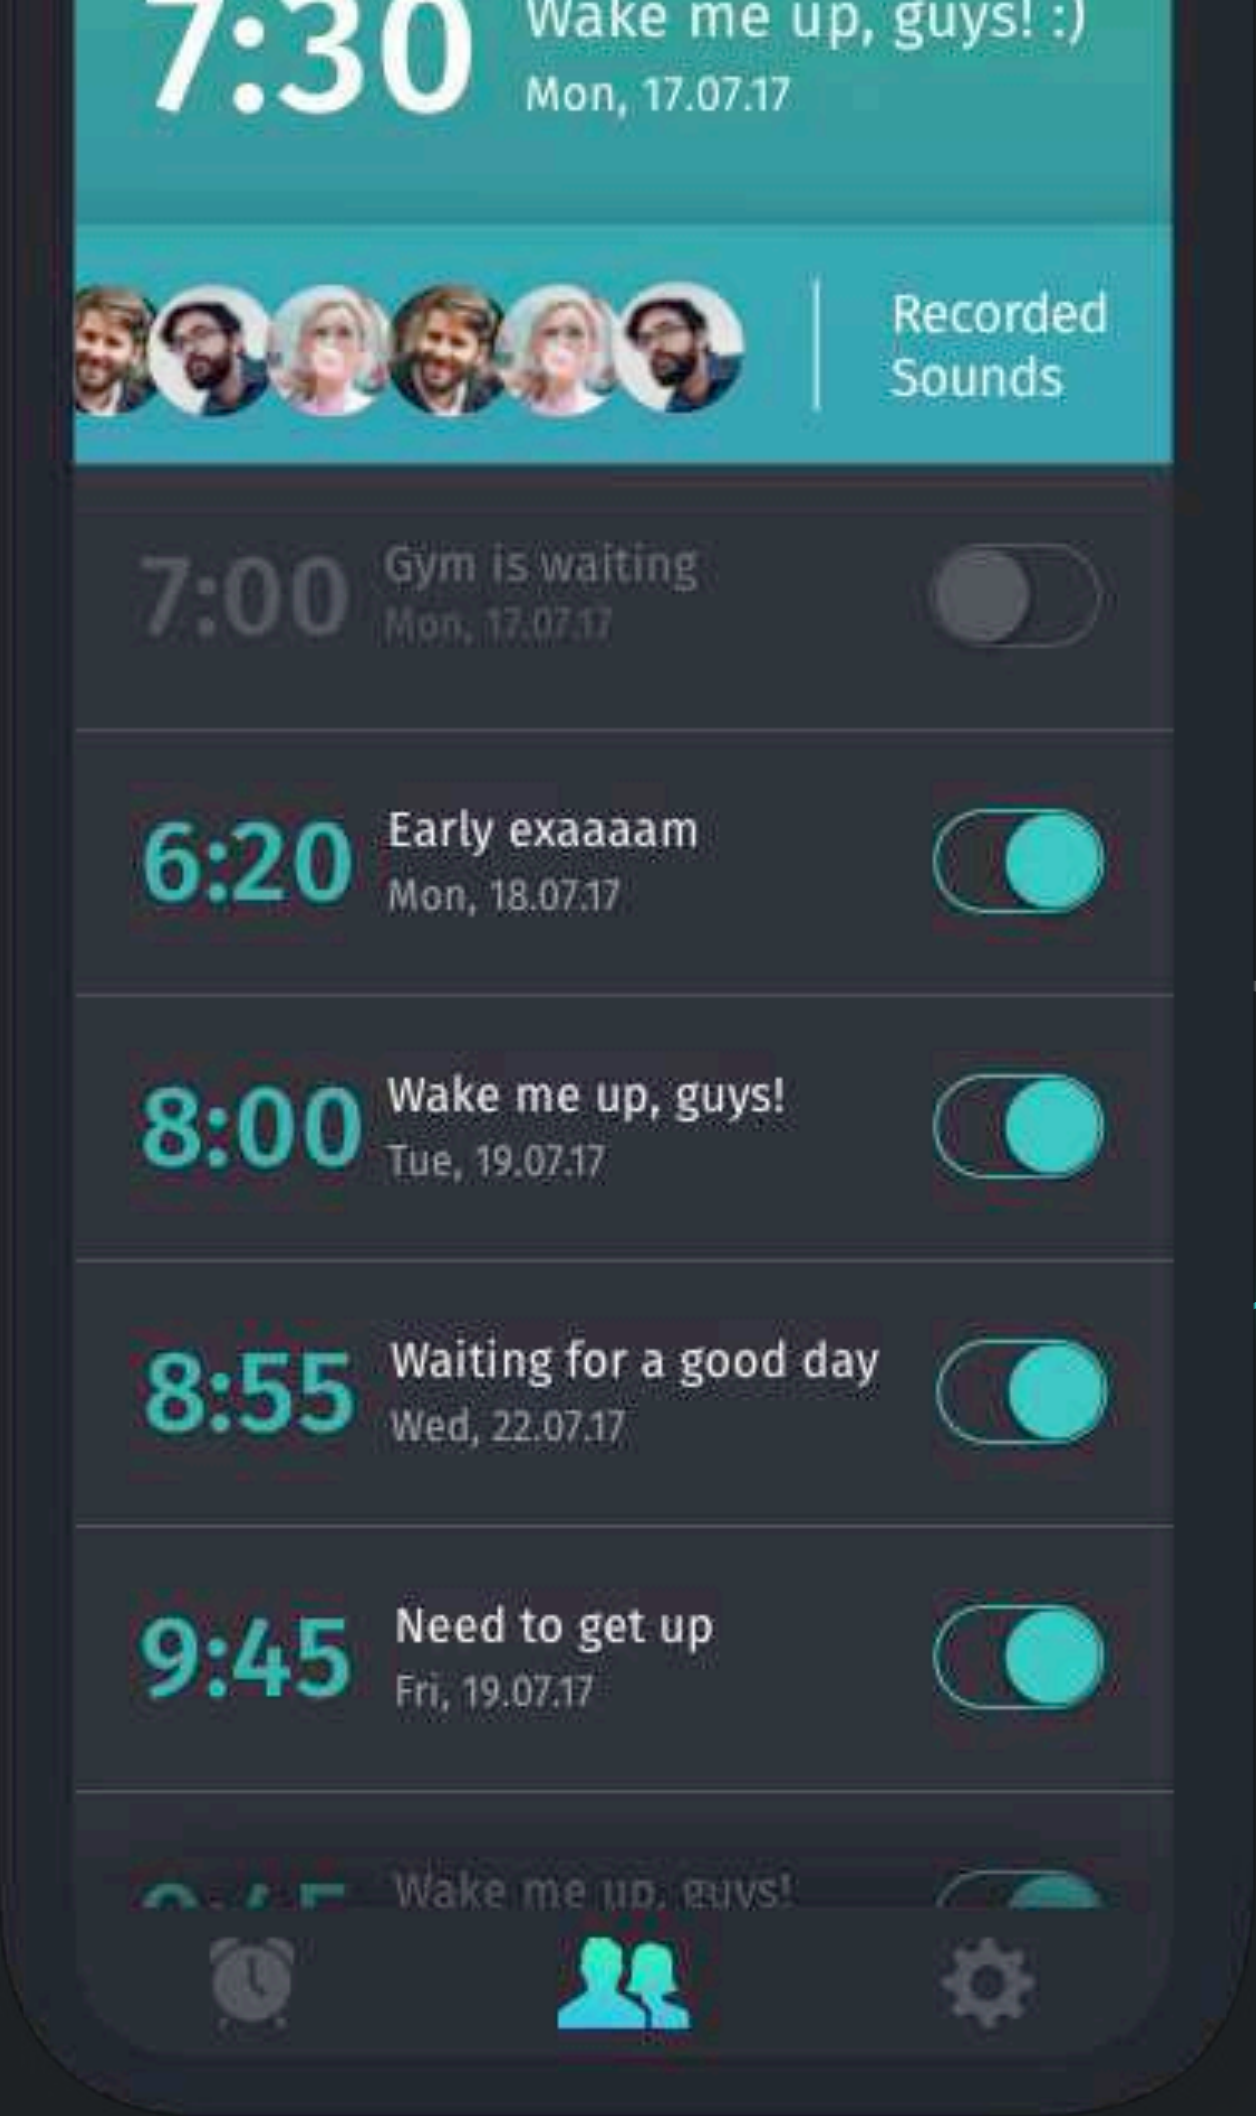 7:30
Wake me up, guys! :)
Mon, 17.07.17
Recorded
Sounds
7:00
Gym is waiting
Mon, 17.07.17
6:20
Early exaaaam
Mon, 18.07.17
8:00
Wake me up, guys!
Tue, 19.07.17
8:55
Waiting for a good day
Wed, 22.07.17
9:45
Need to get up
Fri, 19.07.17
Wake me up, guys!